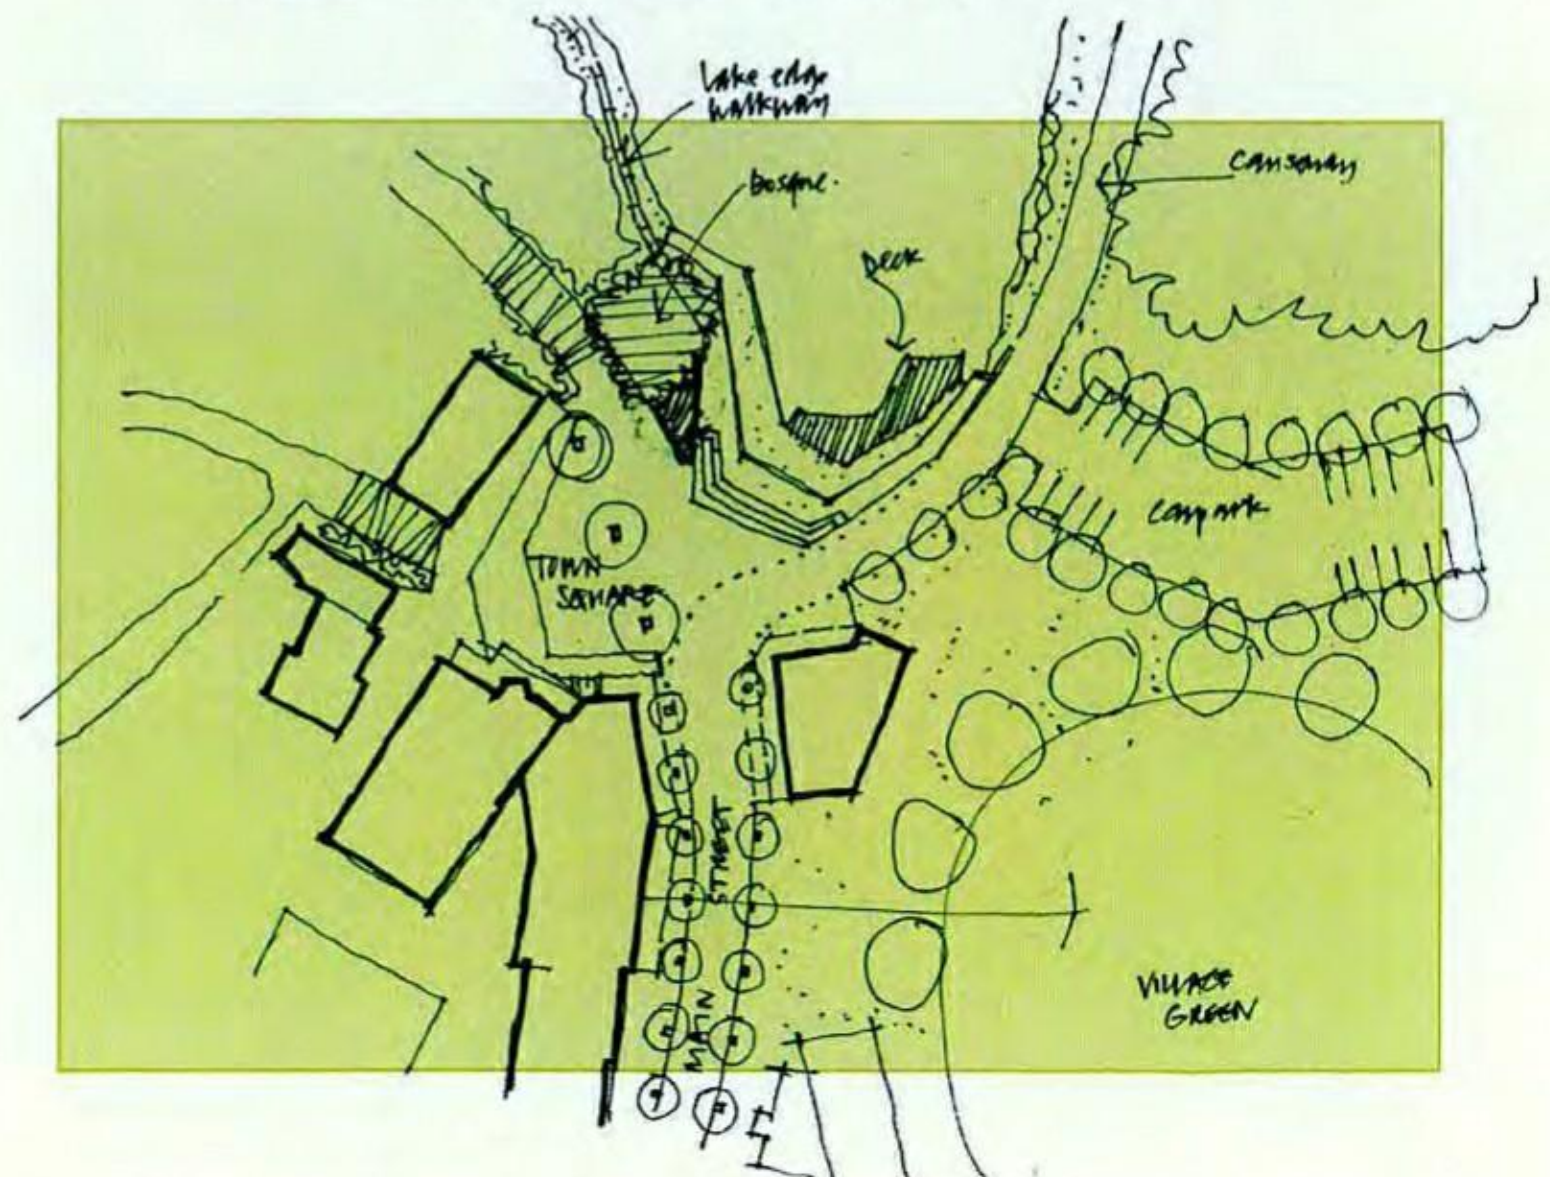 Lake edge
walkway
bosque.
Causeway
Deck
Carpark
TOWN
SQUARE
MAIN STREET
VILLAGE
GREEN